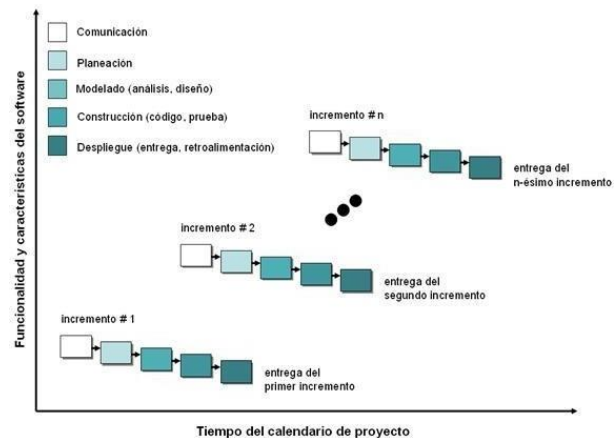 Comunicación
Planeación
Modelado (análisis, diseño)
Construcción (código, prueba)
Despliegue (entrega, retroalimentación)
Funcionalidad y características del software
incremento # n
entrega del
n-ésimo incremento
incremento # 2
entrega del
segundo incremento
incremento # 1
entrega del
primer incremento
Tiempo del calendario de proyecto